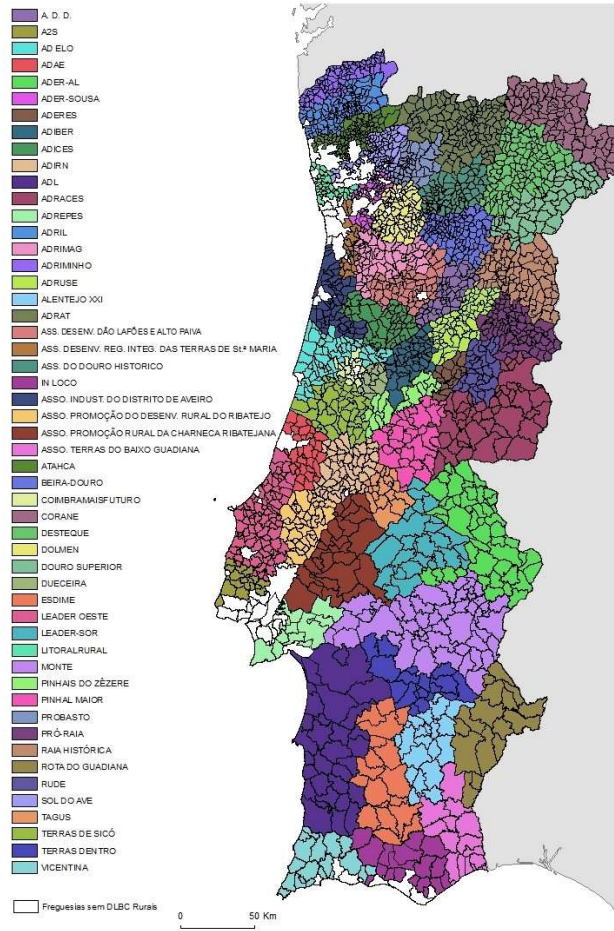 A. D. D.
A2S
AD ELO
ADAE
ADER-AL
ADER-SOUSA
ADERES
ADIBER
ADICES
ADIRN
ADL
ADRACES
ADREPES
ADRIL
ADRIMAG
ADRIMINHO
ADRUSE
ALENTEJO XXI
ADRAT
ASS. DESENV. DÃO LAFÕES E ALTO PAIVA
ASS. DESENV. REG. INTEG. DAS TERRAS DE St.ª MARIA
ASS. DO DOURO HISTORICO
IN LOCO
ASSO. INDUST. DO DISTRITO DE AVEIRO
ASSO. PROMOÇÃO DO DESENV. RURAL DO RIBATEJO
ASSO. PROMOÇÃO RURAL DA CHARNECA RIBATEJANA
ASSO. TERRAS DO BAIXO GUADIANA
ATAHCA
BEIRA-DOURO
COIMBRAMAISFUTURO
CORANE
DESTEQUE
DOLMEN
DOURO SUPERIOR
DUECEIRA
ESDIME
LEADER OESTE
LEADER-SOR
LITORALRURAL
MONTE
PINHAIS DO ZÊZERE
PINHAL MAIOR
PROBASTO
PRÓ-RAIA
RAIA HISTÓRICA
ROTA DO GUADIANA
RUDE
SOL DO AVE
TAGUS
TERRAS DE SICÓ
TERRAS DENTRO
VICENTINA
Freguesias sem DLBC Rurais
0 50 Km